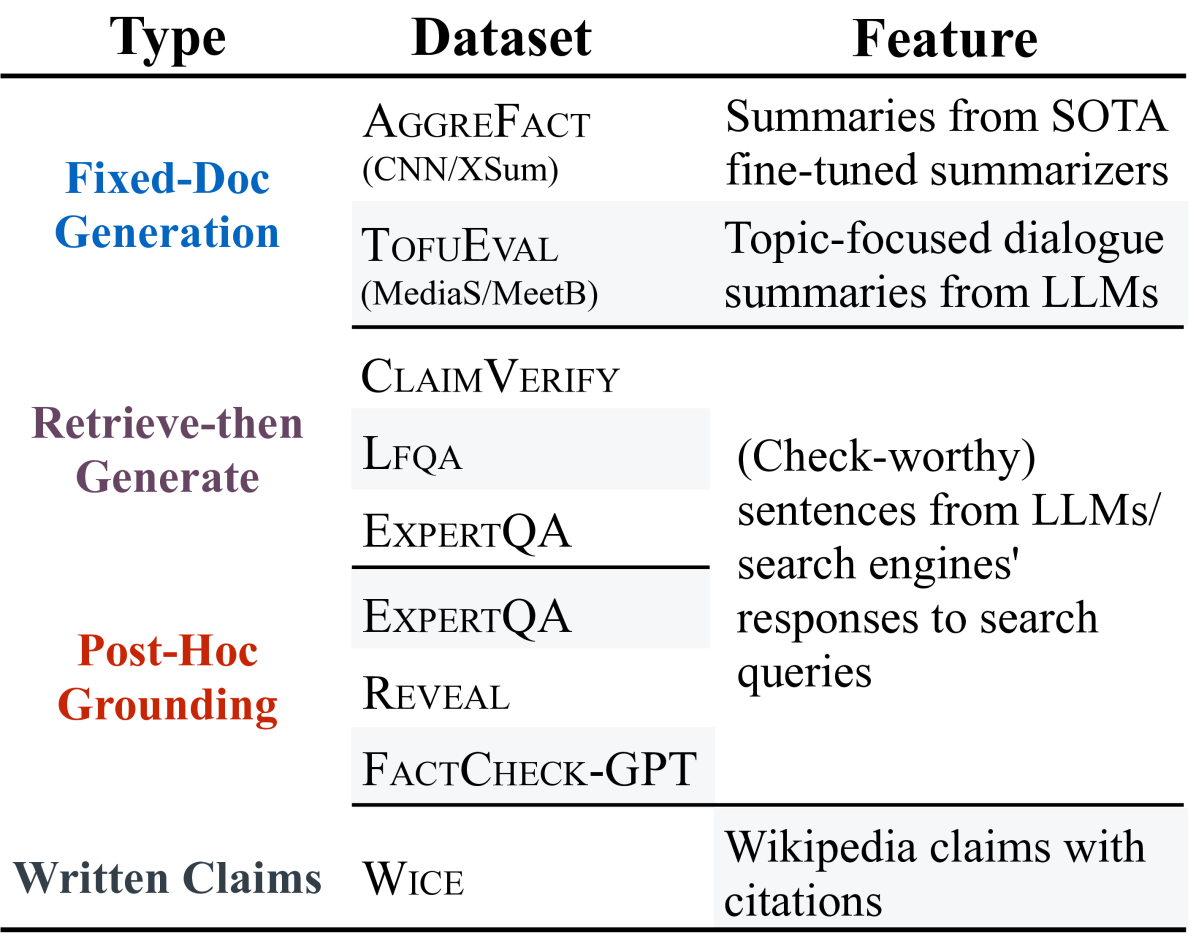 Type Dataset Feature
Fixed-Doc
Generation
AGGREFACT
(CNN/XSum)
Summaries from SOTA
fine-tuned summarizers
TOFUEVAL
(MediaS/MeetB)
Topic-focused dialogue
summaries from LLMs
Retrieve-then
Generate
CLAIMVERIFY
LFQA
EXPERTQA
(Check-worthy)
sentences from LLMs/
search engines'
responses to search
queries
Post-Hoc
Grounding
EXPERTQA
REVEAL
FACTCHECK-GPT
Written Claims
WICE
Wikipedia claims with
citations